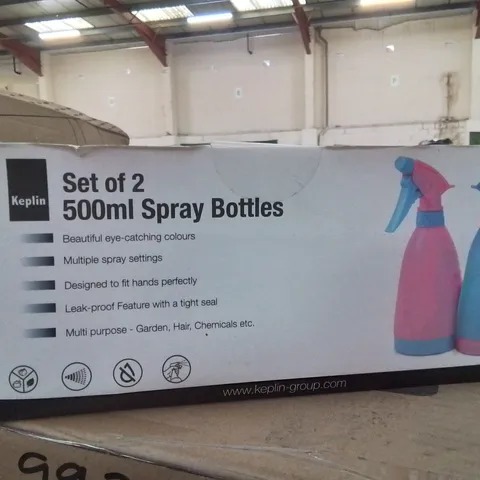 Keplin
Set of 2
500ml Spray Bottles
Beautiful eye-catching colours
Multiple spray settings
Designed to fit hands perfectly
Leak-proof Feature with a tight seal
Multi purpose - Garden, Hair, Chemicals etc.
www.keplin-group.com